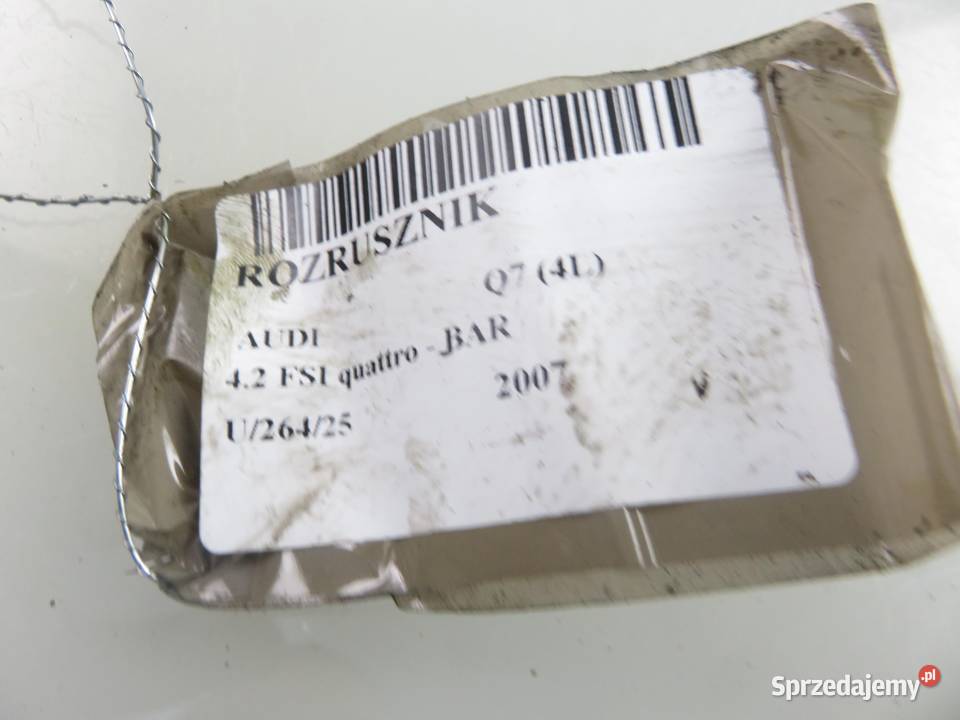 ROZRUSZNIK
AUDI Q7 (4L)
4.2 FSI quattro - BAR
U/264/25 2007
Sprzedajemy.pl